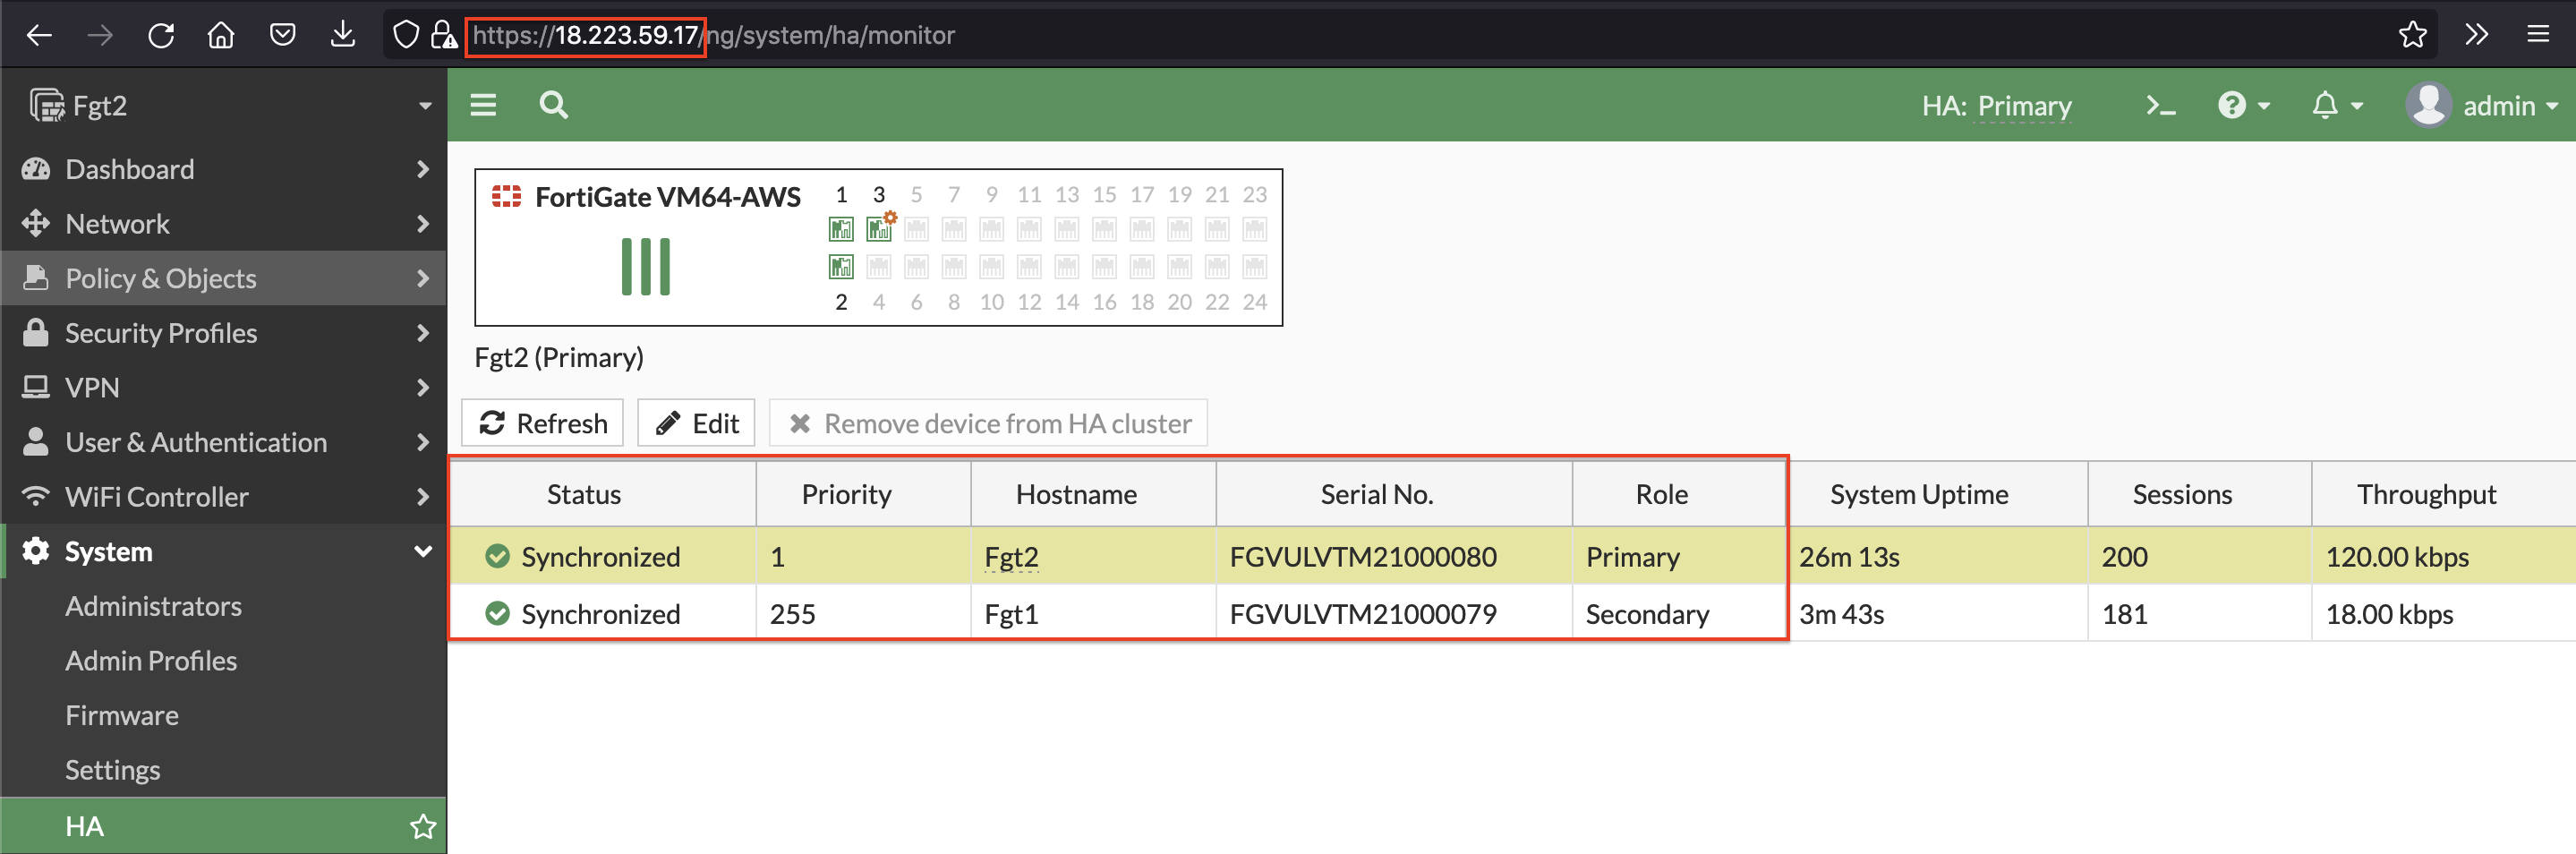 https://18.223.59.17/ng/system/ha/monitor
Fgt2
HA: Primary
admin
Dashboard
Network
Policy & Objects
Security Profiles
VPN
User & Authentication
WiFi Controller
System
Administrators
Admin Profiles
Firmware
Settings
HA
FortiGate VM64-AWS
1 3 5 7 9 11 13 15 17 19 21 23
2 4 6 8 10 12 14 16 18 20 22 24
Fgt2 (Primary)
Refresh Edit Remove device from HA cluster
Status Priority Hostname Serial No. Role System Uptime Sessions Throughput
Synchronized 1 Fgt2 FGVULVTM21000080 Primary 26m 13s 200 120.00 kbps
Synchronized 255 Fgt1 FGVULVTM21000079 Secondary 3m 43s 181 18.00 kbps